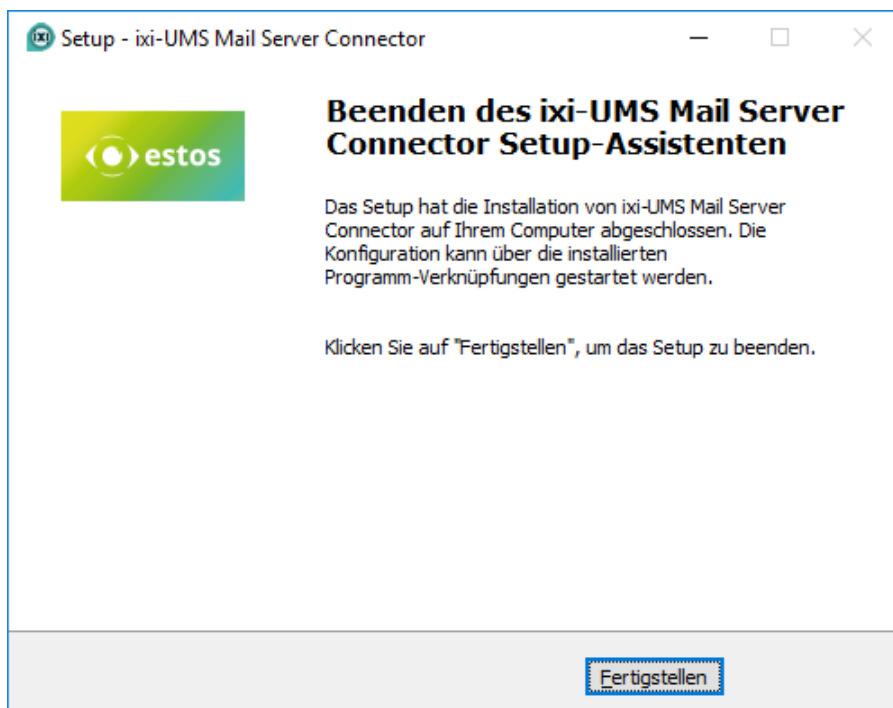 ixi
Setup - ixi-UMS Mail Server Connector
estos
Beenden des ixi-UMS Mail Server
Connector Setup-Assistenten
Das Setup hat die Installation von ixi-UMS Mail Server
Connector auf Ihrem Computer abgeschlossen. Die
Konfiguration kann über die installierten
Programm-Verknüpfungen gestartet werden.
Klicken Sie auf "Fertigstellen", um das Setup zu beenden.
Fertigstellen